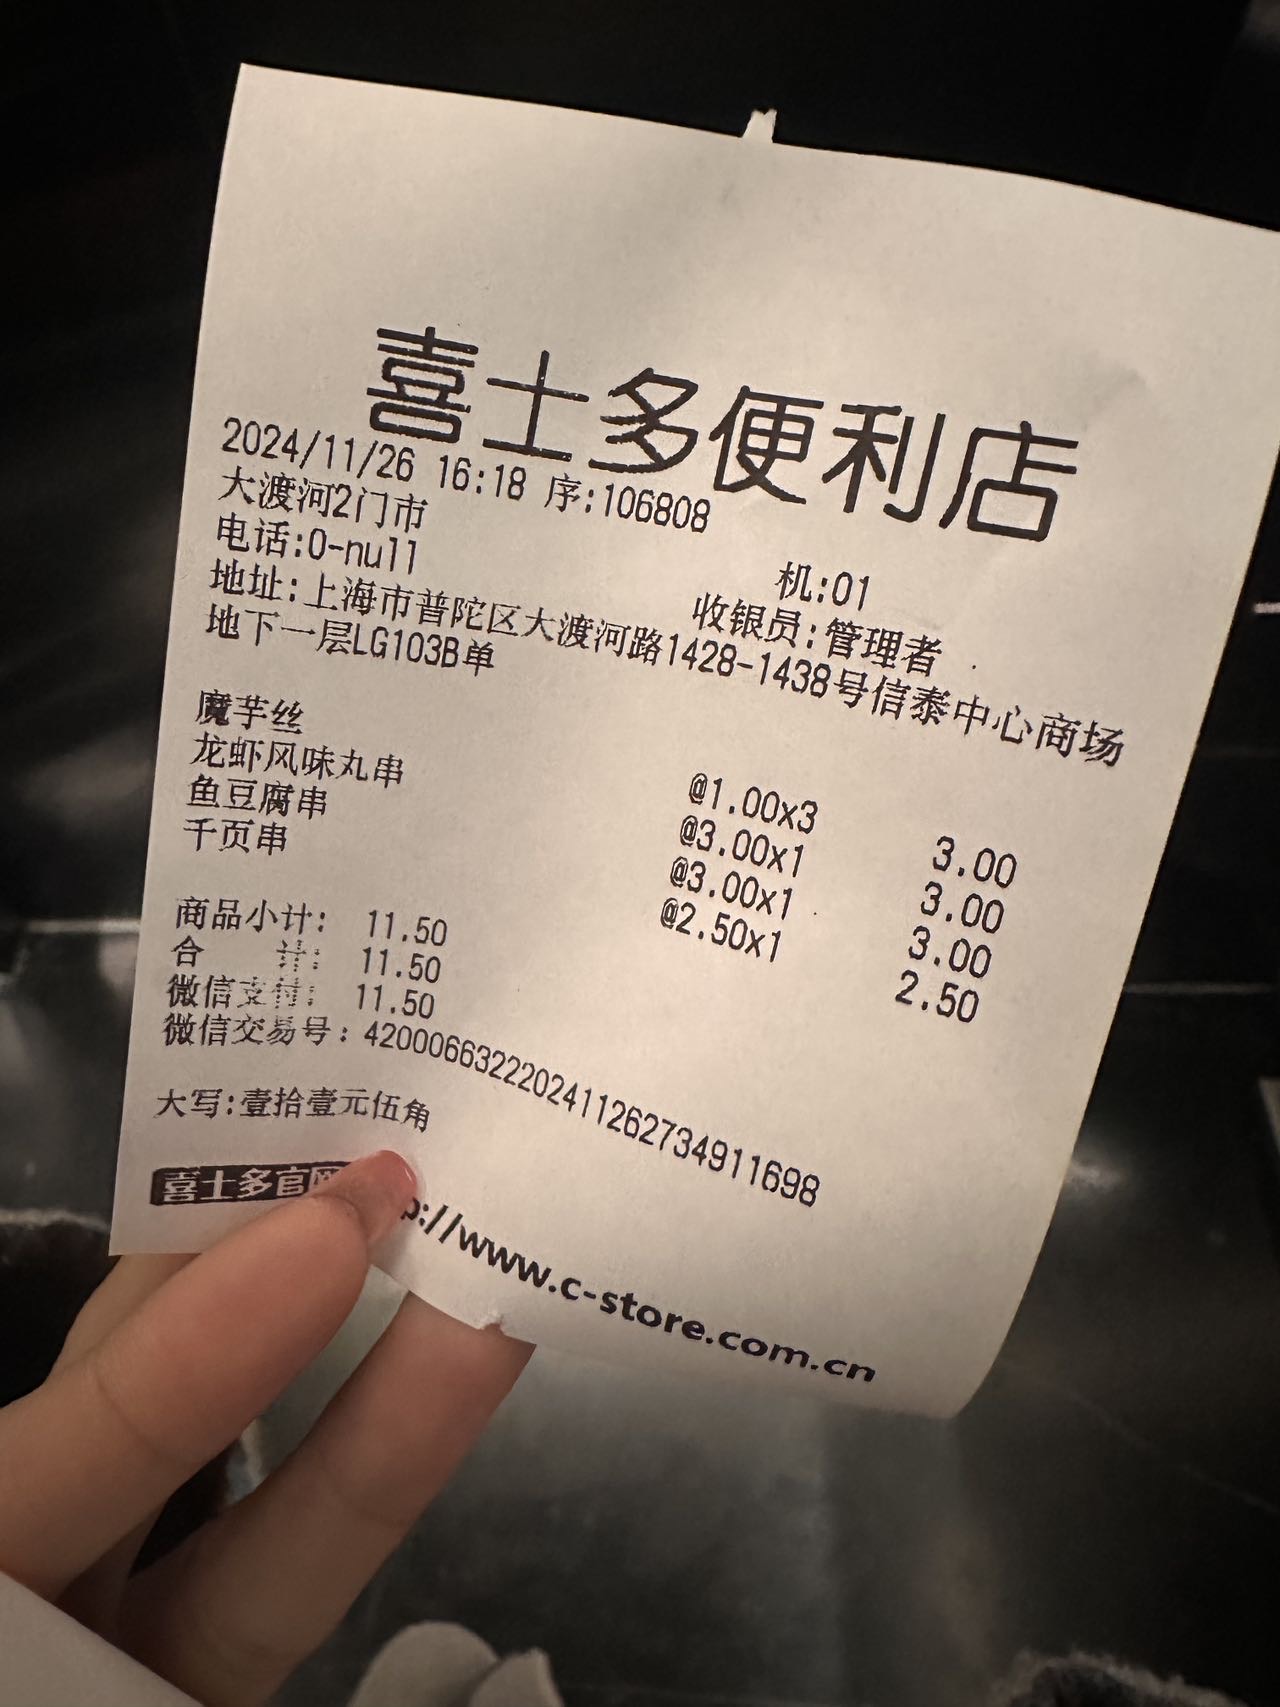 喜士多便利店
2024/11/26 16:18 序:106808
大渡河2门市 机:01
电话:0-null 收银员:管理者
地址:上海市普陀区大渡河路1428-1438号信泰中心商场
地下一层LG103B单
魔芋丝 @1.00x3 3.00
龙虾风味丸串 @3.00x1 3.00
鱼豆腐串 @3.00x1 3.00
千页串 @2.50x1 2.50
商品小计: 11.50
合 计: 11.50
微信支付: 11.50
微信交易号:4200066322202411262734911698
大写:壹拾壹元伍角
喜士多官网 p://www.c-store.com.cn